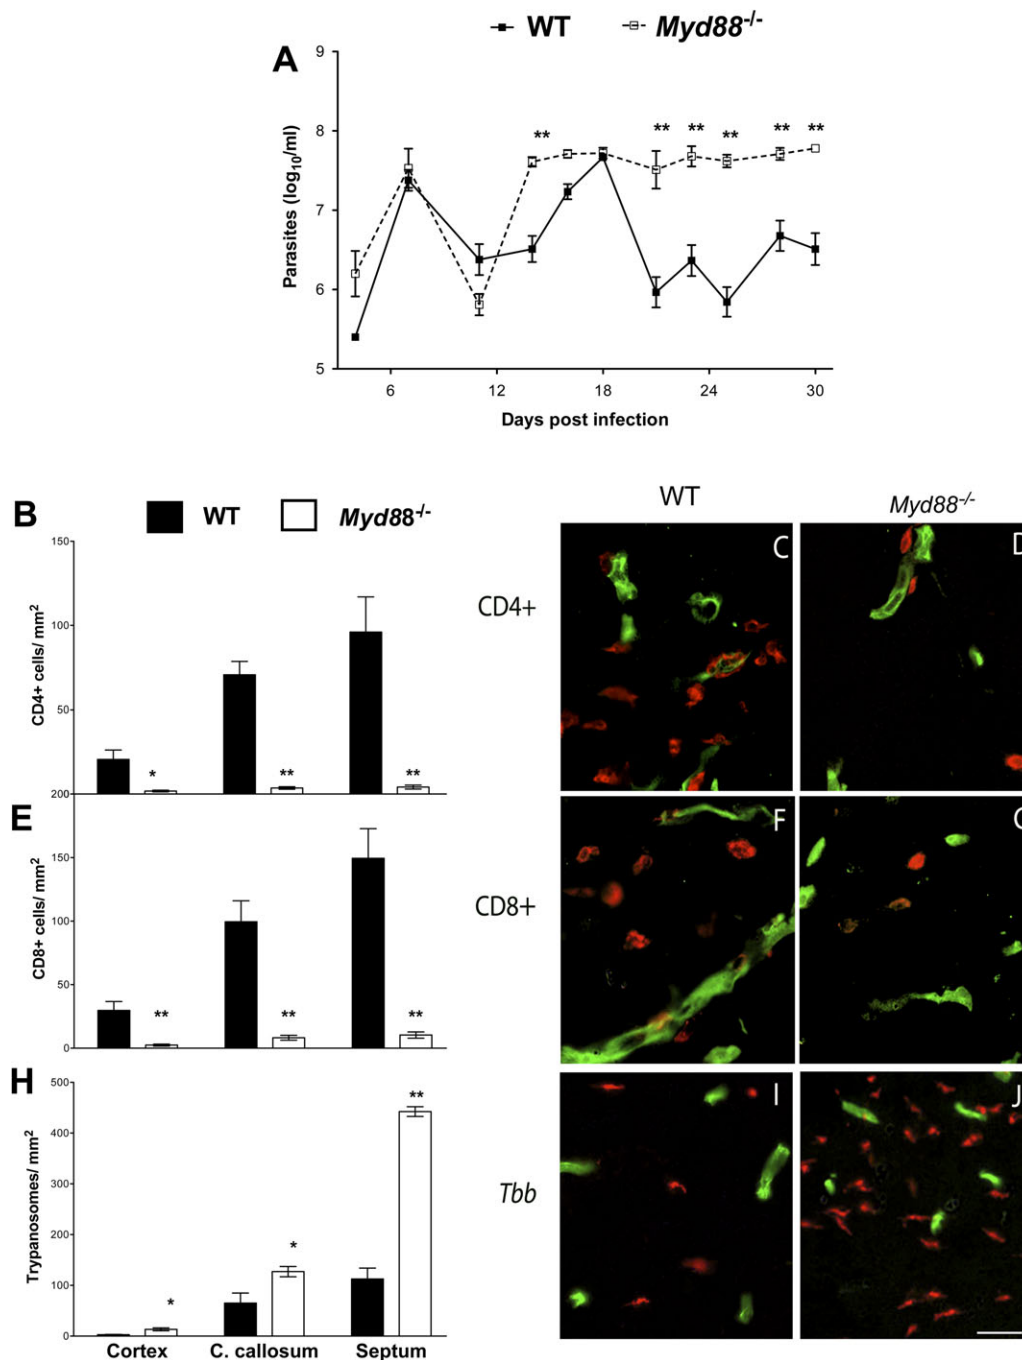 WT Myd88-/-
A
9
8
7
6
5
Parasites (log10/ml)
** ** ** ** ** **
6 12 18 24 30
Days post infection
B WT Myd88-/-
150
100
50
CD4+ cells/ mm2
* ** **
E
200
150
100
50
0
CD8+ cells/ mm2
** ** **
H
500
400
300
200
100
0
Trypanosomes/ mm2
* * **
Cortex C. callosum Septum
WT Myd88-/-
CD4+ C D
CD8+ F G
Tbb I J